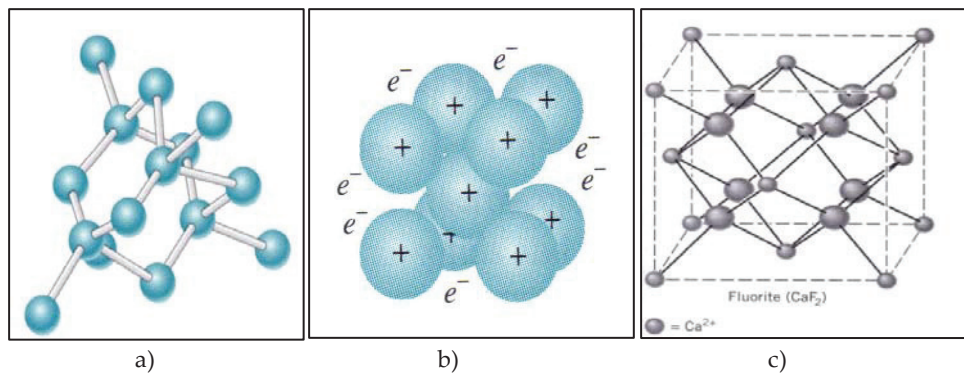 e⁻ e⁻
+ +
+ +
e⁻
+
e⁻ e⁻
e⁻
+ +
+ +
e⁻
Fluorite (CaF₂)
= Ca²⁺
a) b) c)